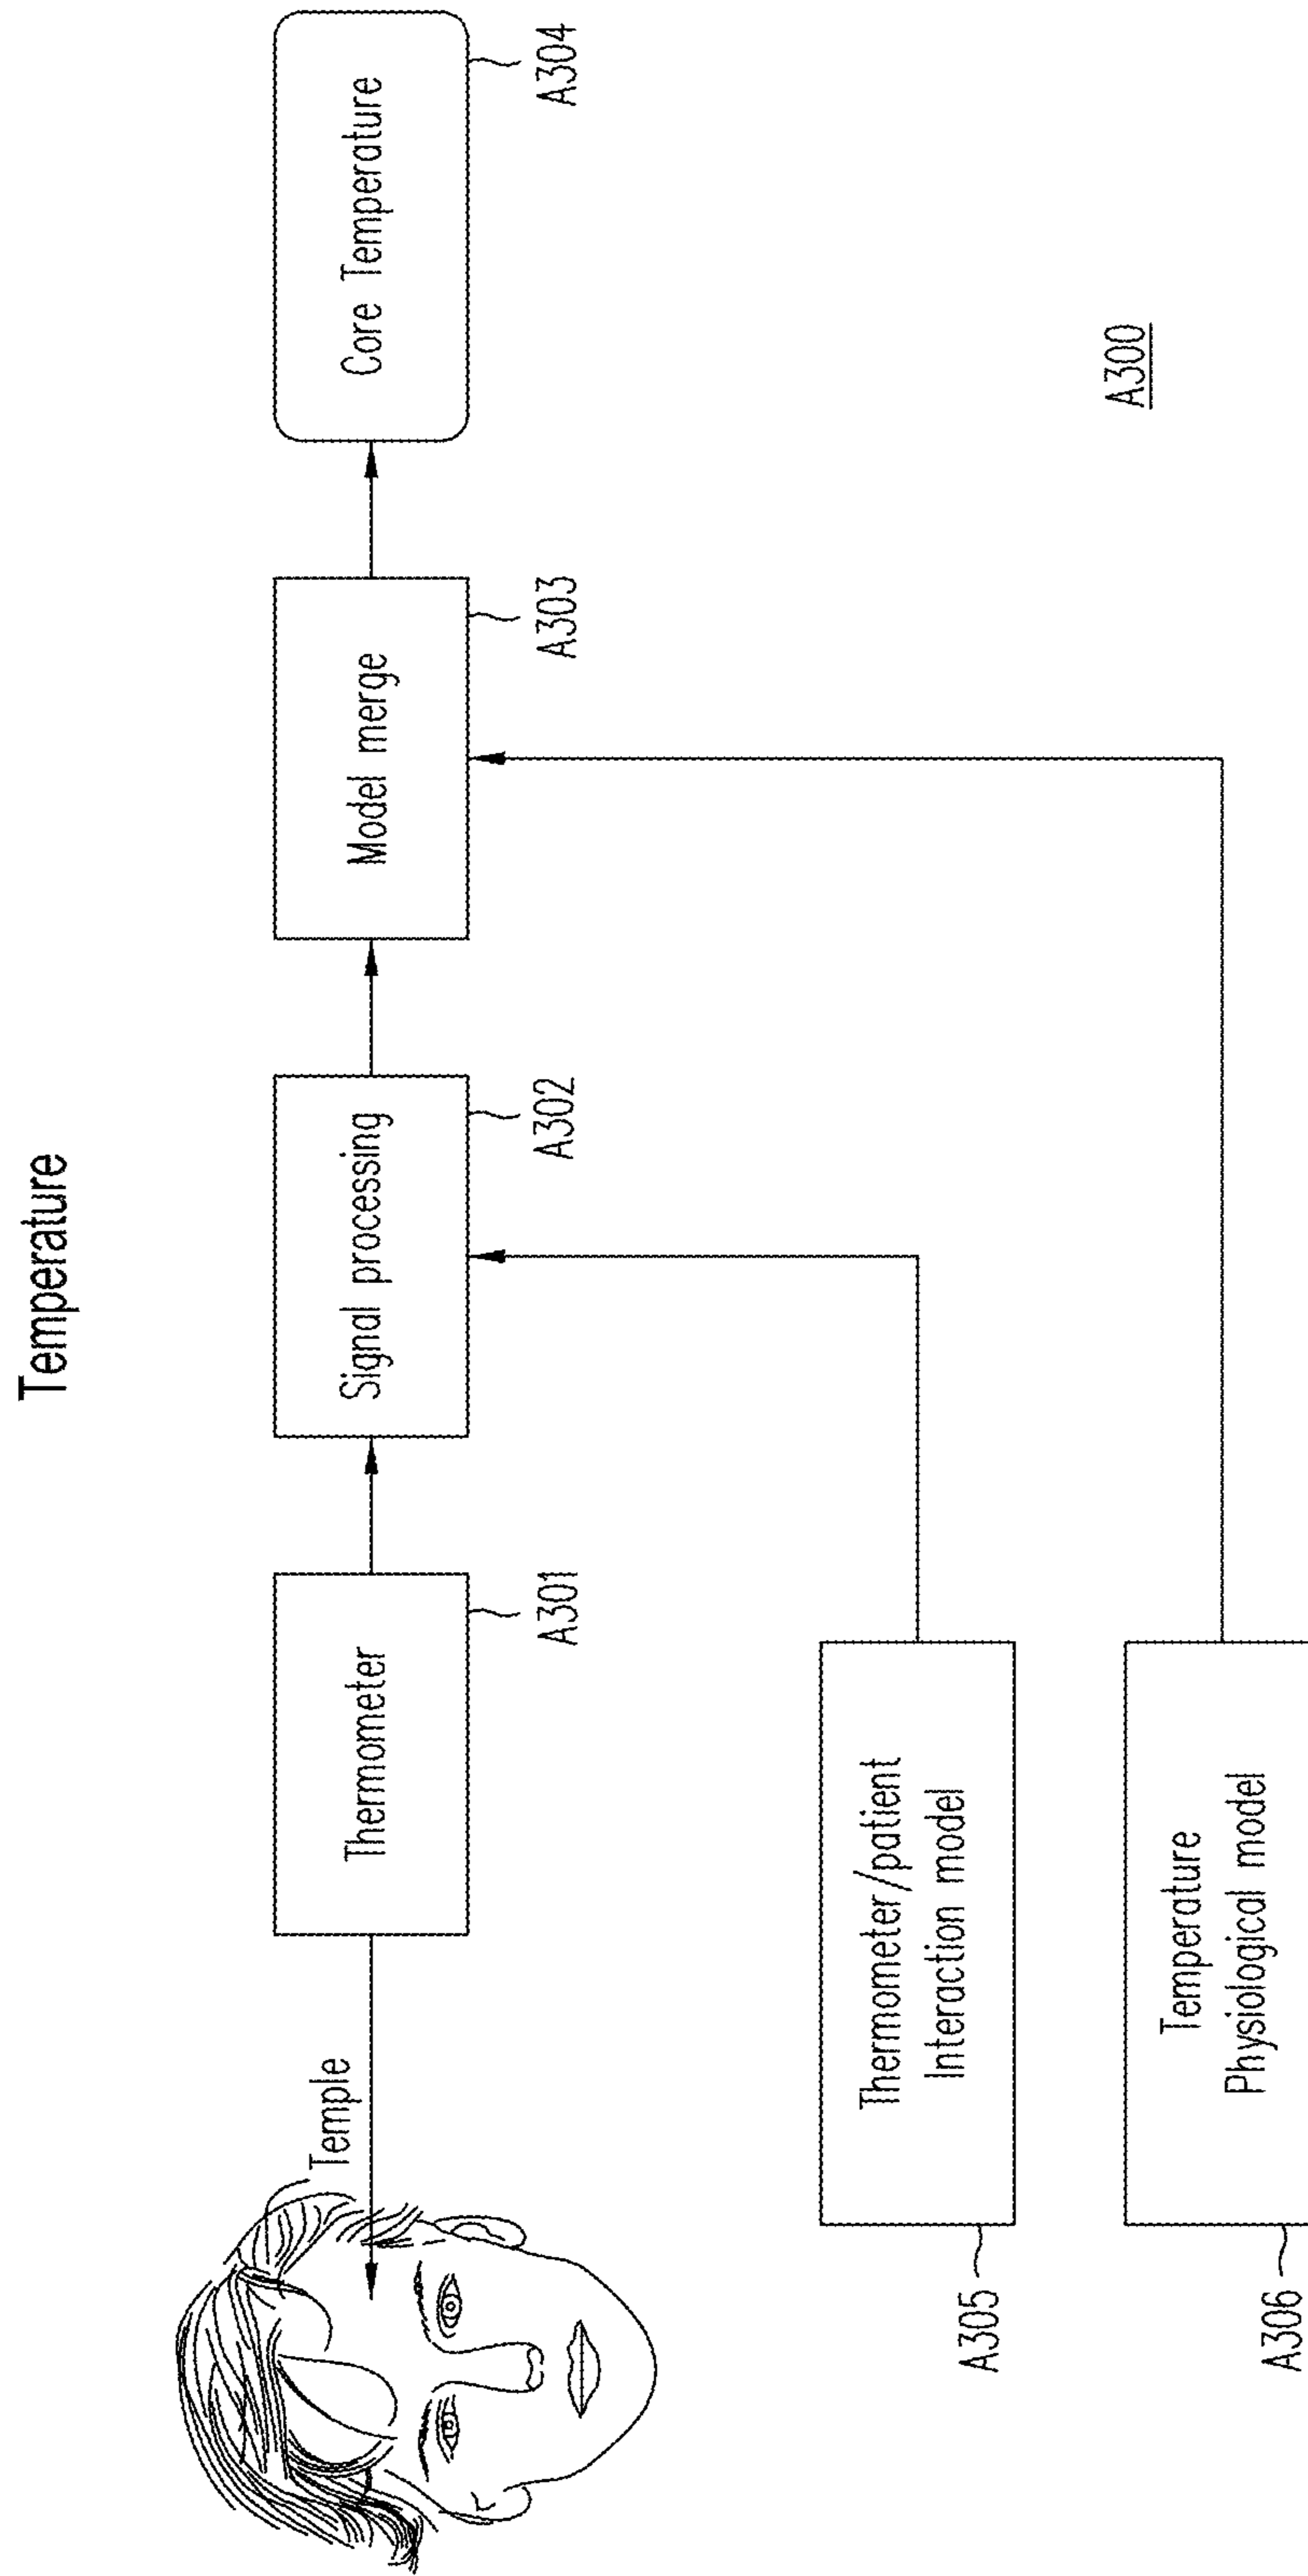 Temperature
Temple
Thermometer
A301
Signal processing
A302
Model merge
A303
Core Temperature
A304
Thermometer/patient
Interaction model
A305
A300
Temperature
Physiological model
A306